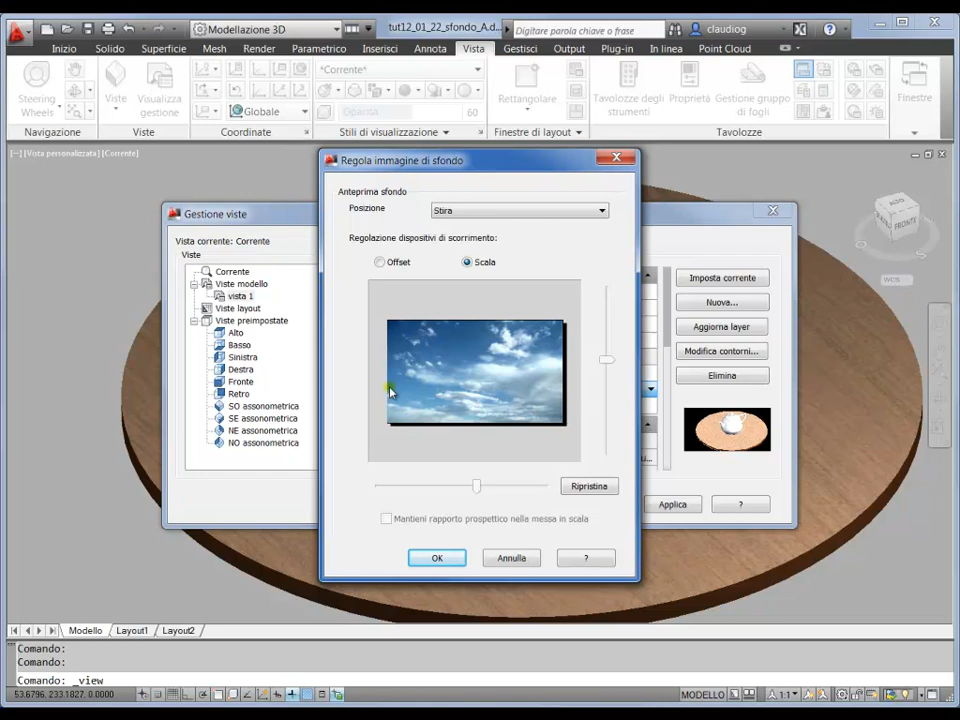 Modellazione 3D
tut12_01_22_sfondo_A.d...
Digitare parola chiave o frase
claudiog
Inizio
Solido
Superficie
Mesh
Render
Parametrico
Inserisci
Annota
Vista
Gestisci
Output
Plug-in
In linea
Point Cloud
Steering
Wheels
Viste
Visualizza
gestione
Globale
*Corrente*
Opacità
60
Rettangolare
Tavolozze degli
strumenti
Proprietà
Gestione gruppo
di fogli
Finestre
Navigazione
Viste
Coordinate
Stili di visualizzazione
Finestre di layout
Tavolozze
[−][Vista personalizzata][Corrente]
ALTO
FRONTE
WCS
Gestione viste
Vista corrente: Corrente
Viste
Corrente
Viste modello
vista 1
Viste layout
Viste preimpostate
Alto
Basso
Sinistra
Destra
Fronte
Retro
SO assonometrica
SE assonometrica
NE assonometrica
NO assonometrica
Imposta corrente
Nuova...
Aggiorna layer
Modifica contorni...
Elimina
Applica
?
Regola immagine di sfondo
Anteprima sfondo
Posizione
Stira
Regolazione dispositivi di scorrimento:
Offset
Scala
Ripristina
Mantieni rapporto prospettico nella messa in scala
OK
Annulla
?
Modello
Layout1
Layout2
Comando:
Comando:
Comando: _view
53.6796, 233.1827, 0.0000
MODELLO
1:1